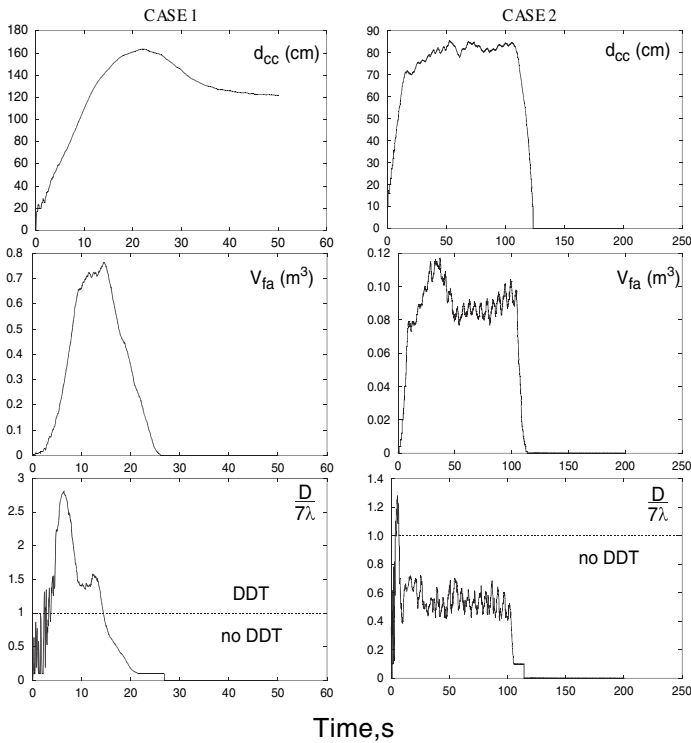 CASE 1
CASE 2
180
160
140
120
100
80
60
40
20
0
d_cc (cm)
0 10 20 30 40 50 60
90
80
70
60
50
40
30
20
10
0
d_cc (cm)
0 50 100 150 200 250
0.8
0.7
0.6
0.5
0.4
0.3
0.2
0.1
0
V_fa (m³)
0 10 20 30 40 50 60
0.12
0.10
0.08
0.06
0.04
0.02
0
V_fa (m³)
0 50 100 150 200 250
3
2.5
2
1.5
1
0.5
0
D
7λ
DDT
no DDT
0 10 20 30 40 50 60
1.4
1.2
1.0
0.8
0.6
0.4
0.2
0
D
7λ
no DDT
0 50 100 150 200 250
Time,s